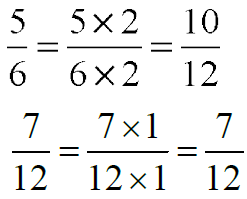 5/6 = (5 × 2)/(6 × 2) = 10/12
7/12 = (7 × 1)/(12 × 1) = 7/12